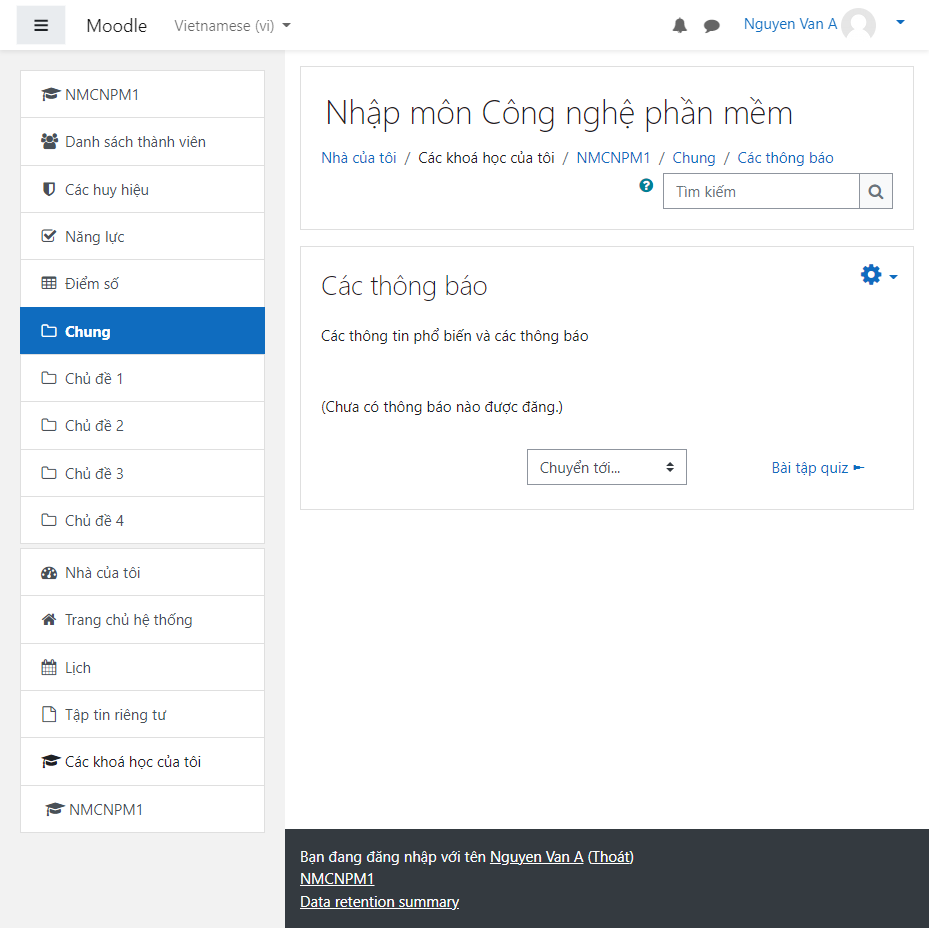 Moodle Vietnamese (vi) Nguyen Van A
NMCNPM1
Danh sách thành viên
Các huy hiệu
Năng lực
Điểm số
Chung
Chủ đề 1
Chủ đề 2
Chủ đề 3
Chủ đề 4
Nhà của tôi
Trang chủ hệ thống
Lịch
Tập tin riêng tư
Các khoá học của tôi
NMCNPM1
Nhập môn Công nghệ phần mềm
Nhà của tôi / Các khoá học của tôi / NMCNPM1 / Chung / Các thông báo
Tìm kiếm
Các thông báo
Các thông tin phổ biến và các thông báo
(Chưa có thông báo nào được đăng.)
Chuyển tới... Bài tập quiz ►
Bạn đang đăng nhập với tên Nguyen Van A (Thoát)
NMCNPM1
Data retention summary